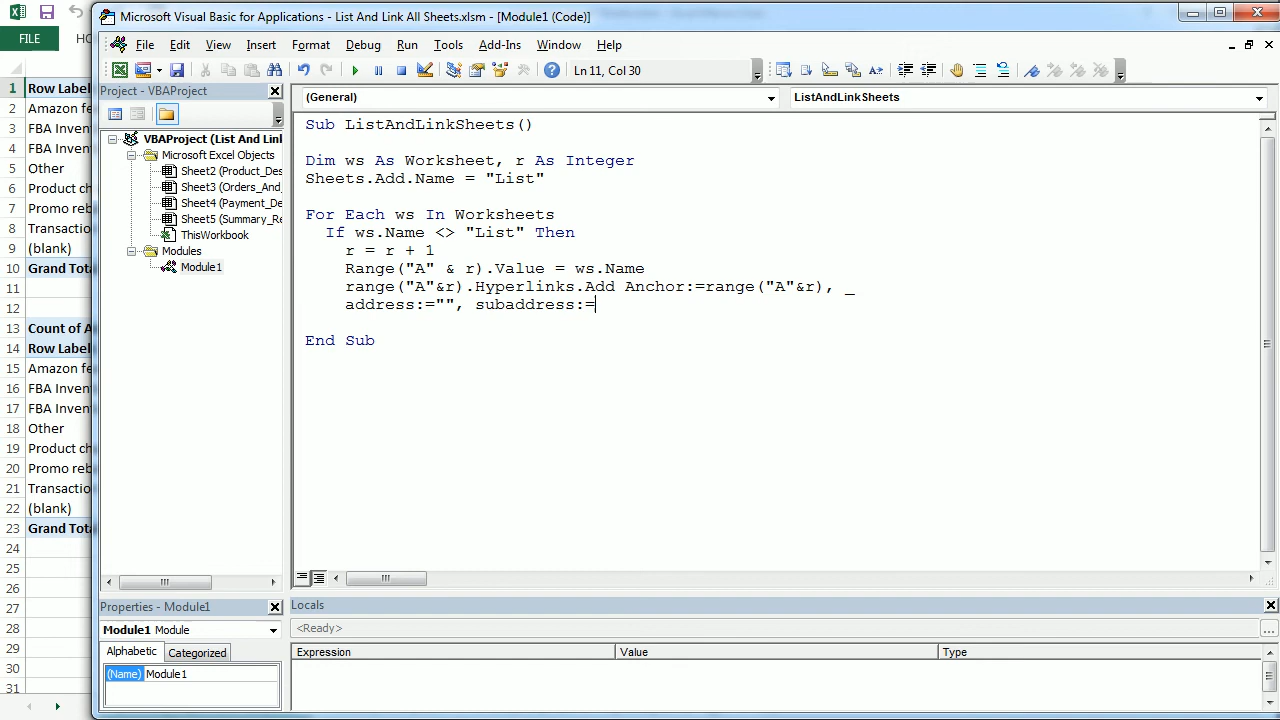 Microsoft Visual Basic for Applications - List And Link All Sheets.xlsm - [Module1 (Code)]
FILE
File Edit View Insert Format Debug Run Tools Add-Ins Window Help
Ln 11, Col 30
Project - VBAProject
(General)
ListAndLinkSheets
VBAProject (List And Link
Microsoft Excel Objects
Sheet2 (Product_Des
Sheet3 (Orders_And_
Sheet4 (Payment_De
Sheet5 (Summary_Re
ThisWorkbook
Modules
Module1
Sub ListAndLinkSheets()
Dim ws As Worksheet, r As Integer
Sheets.Add.Name = "List"
For Each ws In Worksheets
If ws.Name <> "List" Then
r = r + 1
Range("A" & r).Value = ws.Name
range("A"&r).Hyperlinks.Add Anchor:=range("A"&r), _
address:="", subaddress:=
End Sub
1 Row Label
2 Amazon fe
3 FBA Inven
4 FBA Inven
5 Other
6 Product ch
7 Promo reb
8 Transactio
9 (blank)
10 Grand Tota
11
12
13 Count of A
14 Row Label
15 Amazon fe
16 FBA Inven
17 FBA Inven
18 Other
19 Product ch
20 Promo reb
21 Transactio
22 (blank)
23 Grand Tota
24
25
26
27
28
29
30
31
Properties - Module1
Module1 Module
Alphabetic Categorized
(Name) Module1
Locals
<Ready>
Expression Value Type